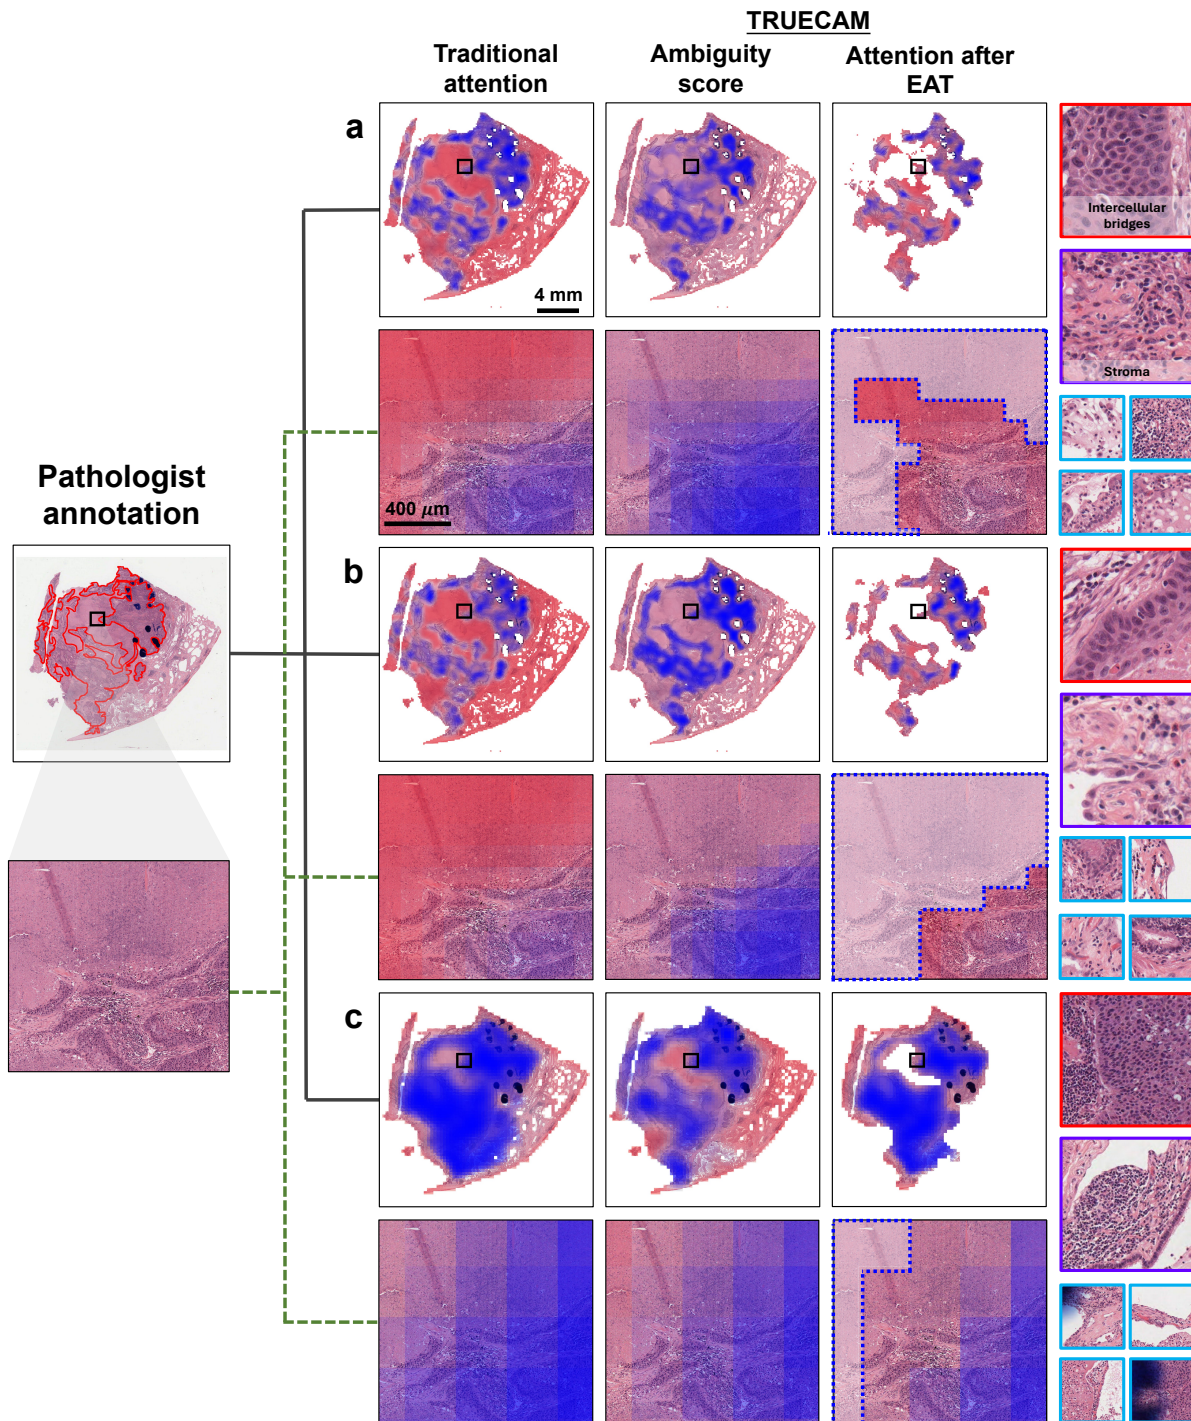 TRUECAM
Traditional
attention
Ambiguity
score
Attention after
EAT
a
4 mm
Intercellular
bridges
Stroma
400 μm
Pathologist
annotation
b
c